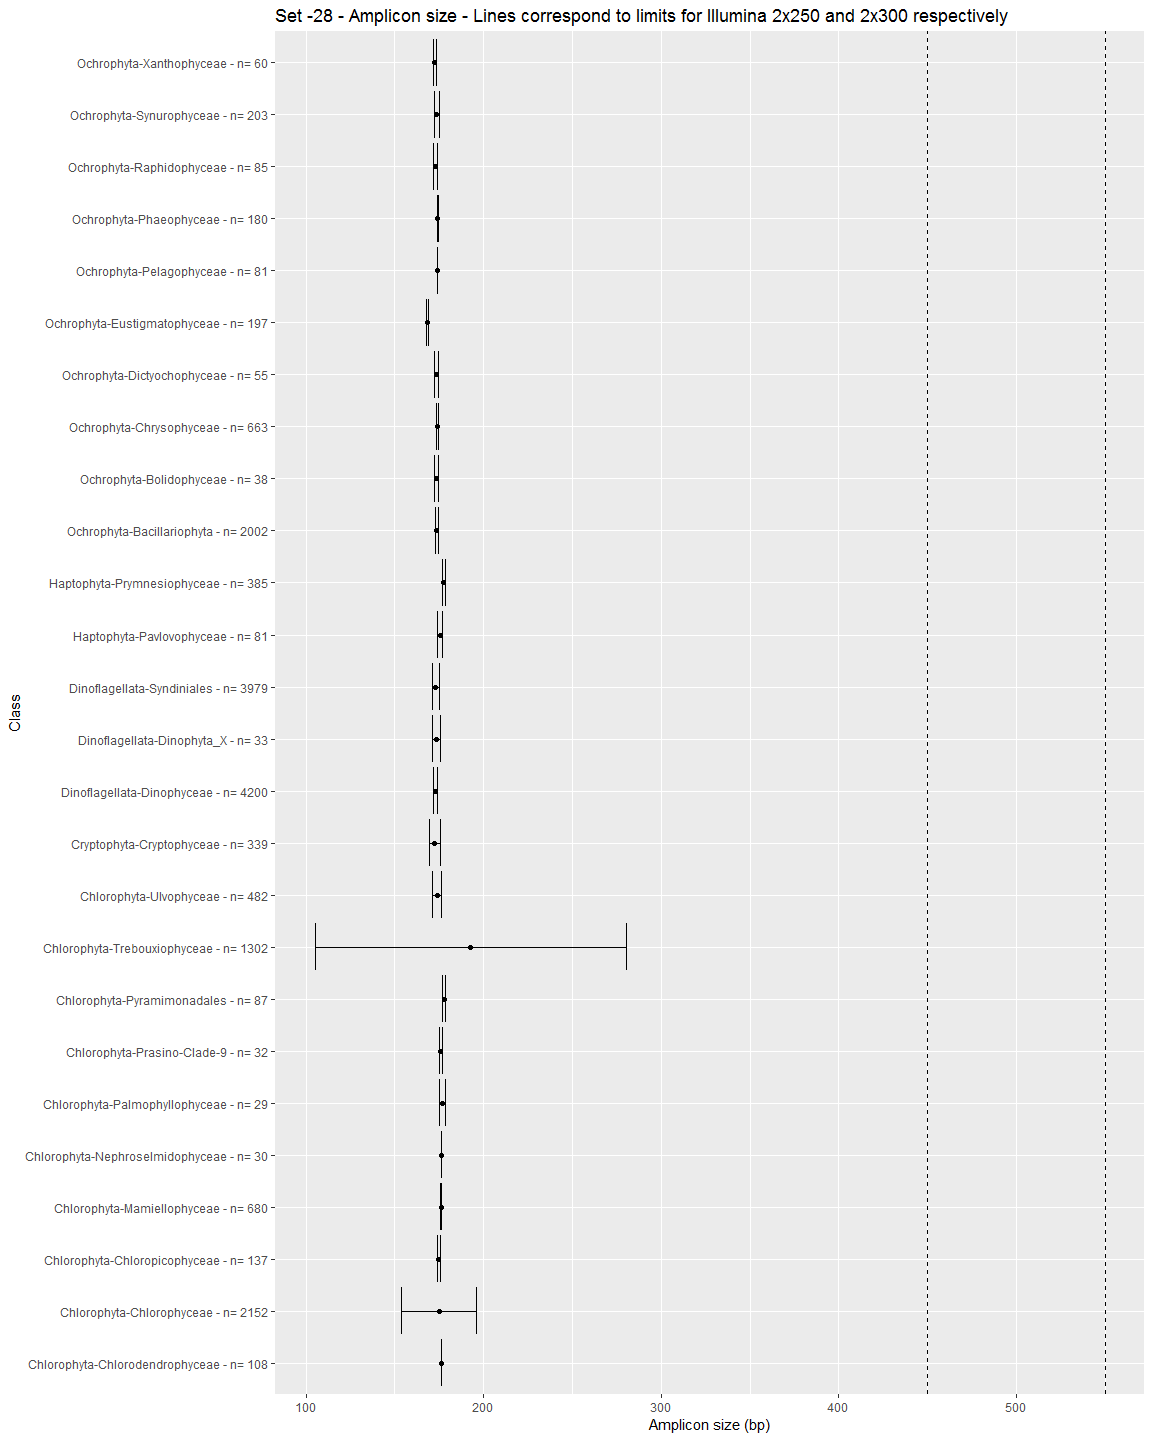 Set -28 - Amplicon size - Lines correspond to limits for Illumina 2x250 and 2x300 respectively
Ochrophyta-Xanthophyceae - n= 60
Ochrophyta-Synurophyceae - n= 203
Ochrophyta-Raphidophyceae - n= 85
Ochrophyta-Phaeophyceae - n= 180
Ochrophyta-Pelagophyceae - n= 81
Ochrophyta-Eustigmatophyceae - n= 197
Ochrophyta-Dictyochophyceae - n= 55
Ochrophyta-Chrysophyceae - n= 663
Ochrophyta-Bolidophyceae - n= 38
Ochrophyta-Bacillariophyta - n= 2002
Haptophyta-Prymnesiophyceae - n= 385
Haptophyta-Pavlovophyceae - n= 81
Dinoflagellata-Syndiniales - n= 3979
Dinoflagellata-Dinophyta_X - n= 33
Dinoflagellata-Dinophyceae - n= 4200
Cryptophyta-Cryptophyceae - n= 339
Chlorophyta-Ulvophyceae - n= 482
Chlorophyta-Trebouxiophyceae - n= 1302
Chlorophyta-Pyramimonadales - n= 87
Chlorophyta-Prasino-Clade-9 - n= 32
Chlorophyta-Palmophyllophyceae - n= 29
Chlorophyta-Nephroselmidophyceae - n= 30
Chlorophyta-Mamiellophyceae - n= 680
Chlorophyta-Chloropicophyceae - n= 137
Chlorophyta-Chlorophyceae - n= 2152
Chlorophyta-Chlorodendrophyceae - n= 108
Class
100 200 300 400 500
Amplicon size (bp)